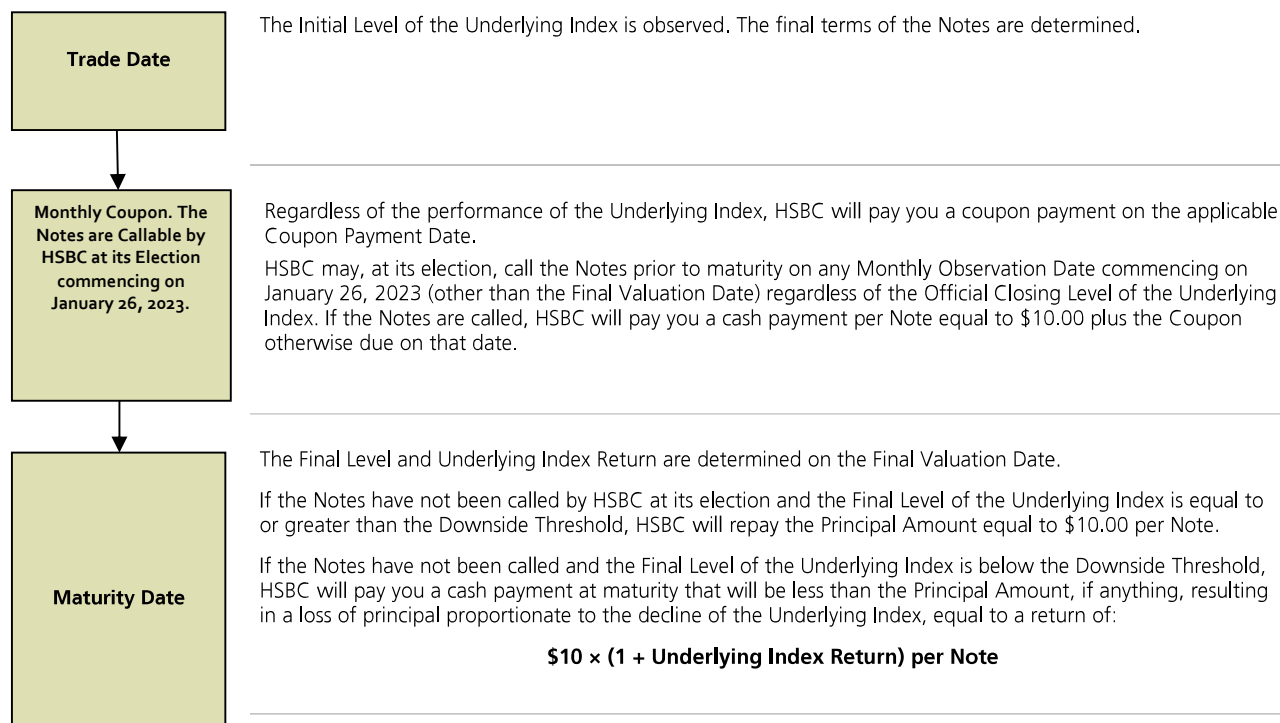 Trade Date
The Initial Level of the Underlying Index is observed. The final terms of the Notes are determined.
Monthly Coupon. The
Notes are Callable by
HSBC at its Election
commencing on
January 26, 2023.
Regardless of the performance of the Underlying Index, HSBC will pay you a coupon payment on the applicable
Coupon Payment Date.
HSBC may, at its election, call the Notes prior to maturity on any Monthly Observation Date commencing on
January 26, 2023 (other than the Final Valuation Date) regardless of the Official Closing Level of the Underlying
Index. If the Notes are called, HSBC will pay you a cash payment per Note equal to $10.00 plus the Coupon
otherwise due on that date.
Maturity Date
The Final Level and Underlying Index Return are determined on the Final Valuation Date.
If the Notes have not been called by HSBC at its election and the Final Level of the Underlying Index is equal to
or greater than the Downside Threshold, HSBC will repay the Principal Amount equal to $10.00 per Note.
If the Notes have not been called and the Final Level of the Underlying Index is below the Downside Threshold,
HSBC will pay you a cash payment at maturity that will be less than the Principal Amount, if anything, resulting
in a loss of principal proportionate to the decline of the Underlying Index, equal to a return of:
$10 × (1 + Underlying Index Return) per Note